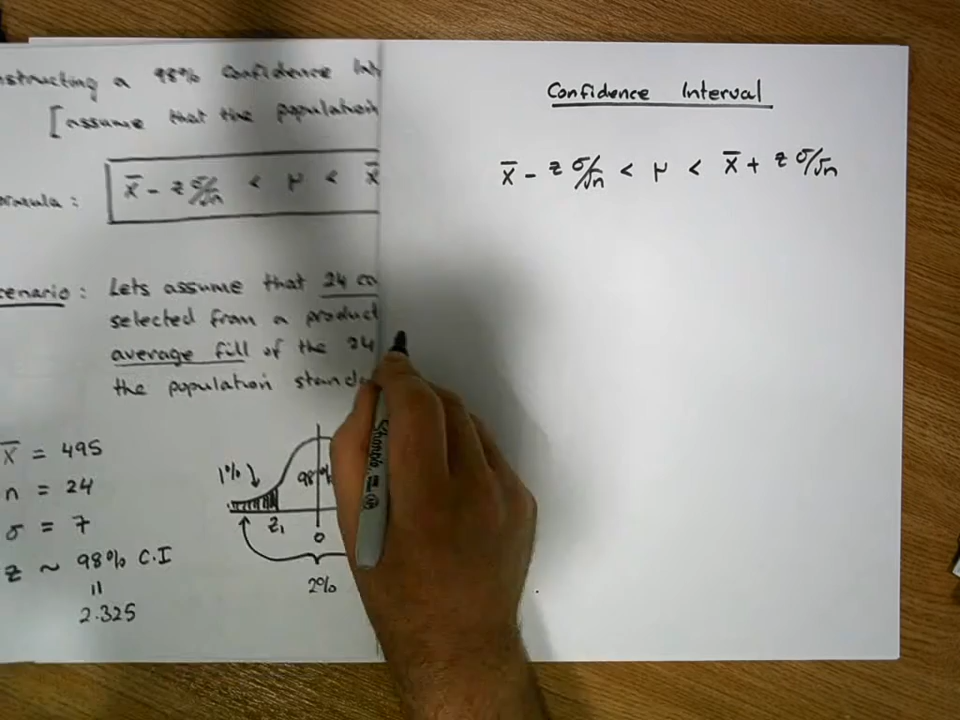 nstructing a 98% Confidence Int
[assume that the population
ormula: x̄ - z σ/√n < μ < x̄
cenario: Lets assume that 24 ca
selected from a product
average fill of the 24
the population standa
x̄ = 495
n = 24
σ = 7
z ~ 98% C.I
"
2.325
1%
98%
z₁
0
2%
Confidence Interval
x̄ - z σ/√n < μ < x̄ + z σ/√n